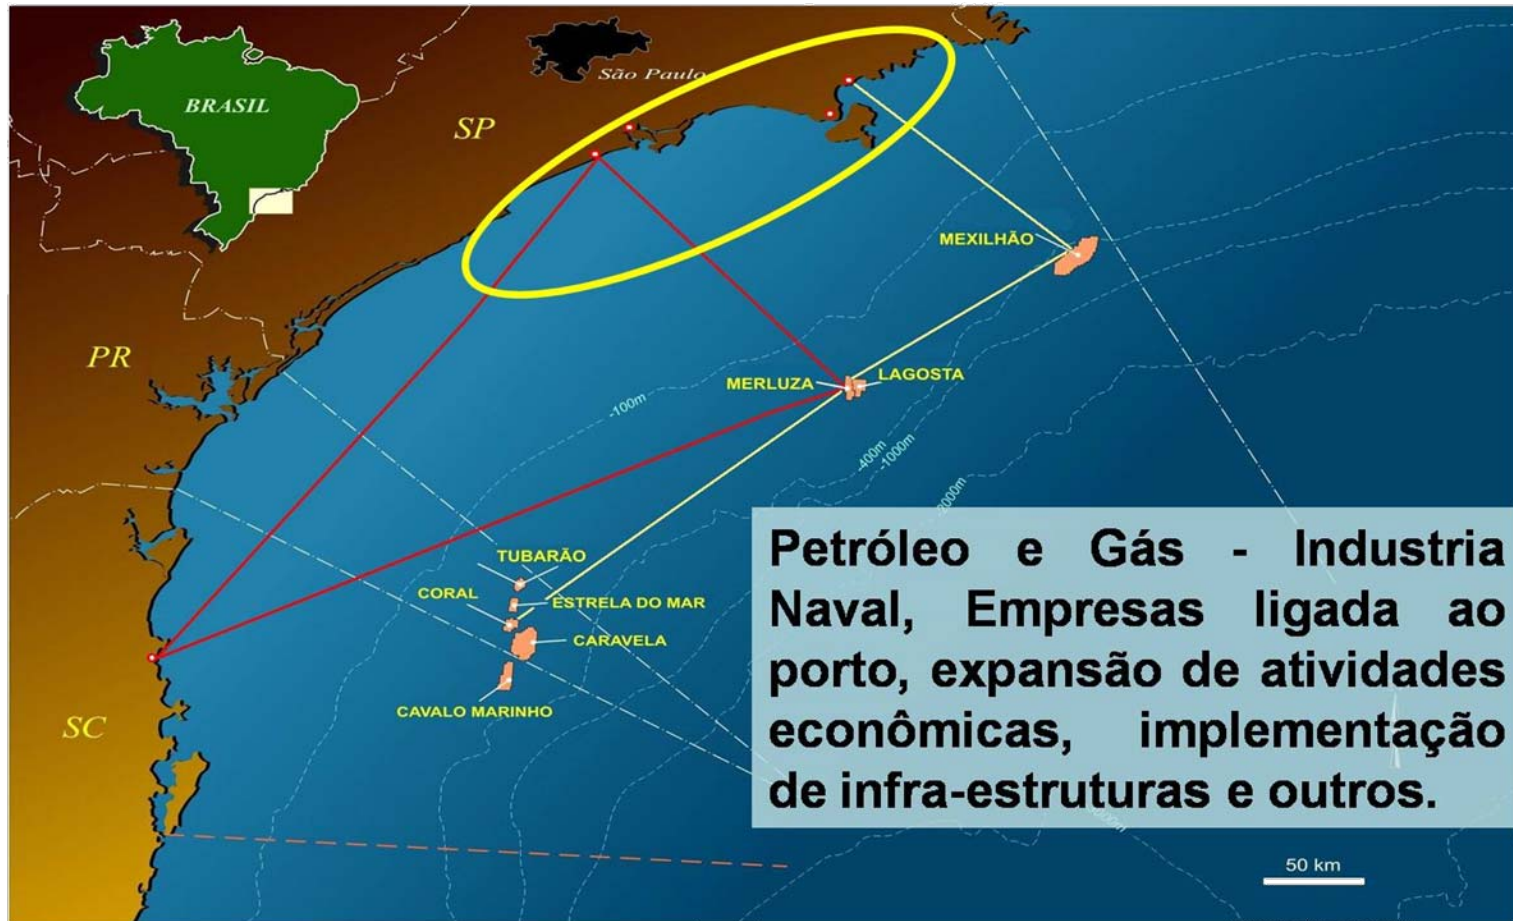 BRASIL
São Paulo
SP
PR
SC
MEXILHÃO
MERLUZA
LAGOSTA
-100m
-400m
-1000m
-2000m
TUBARÃO
CORAL
ESTRELA DO MAR
CARAVELA
CAVALO MARINHO
Petróleo e Gás - Industria
Naval, Empresas ligada ao
porto, expansão de atividades
econômicas, implementação
de infra-estruturas e outros.
50 km